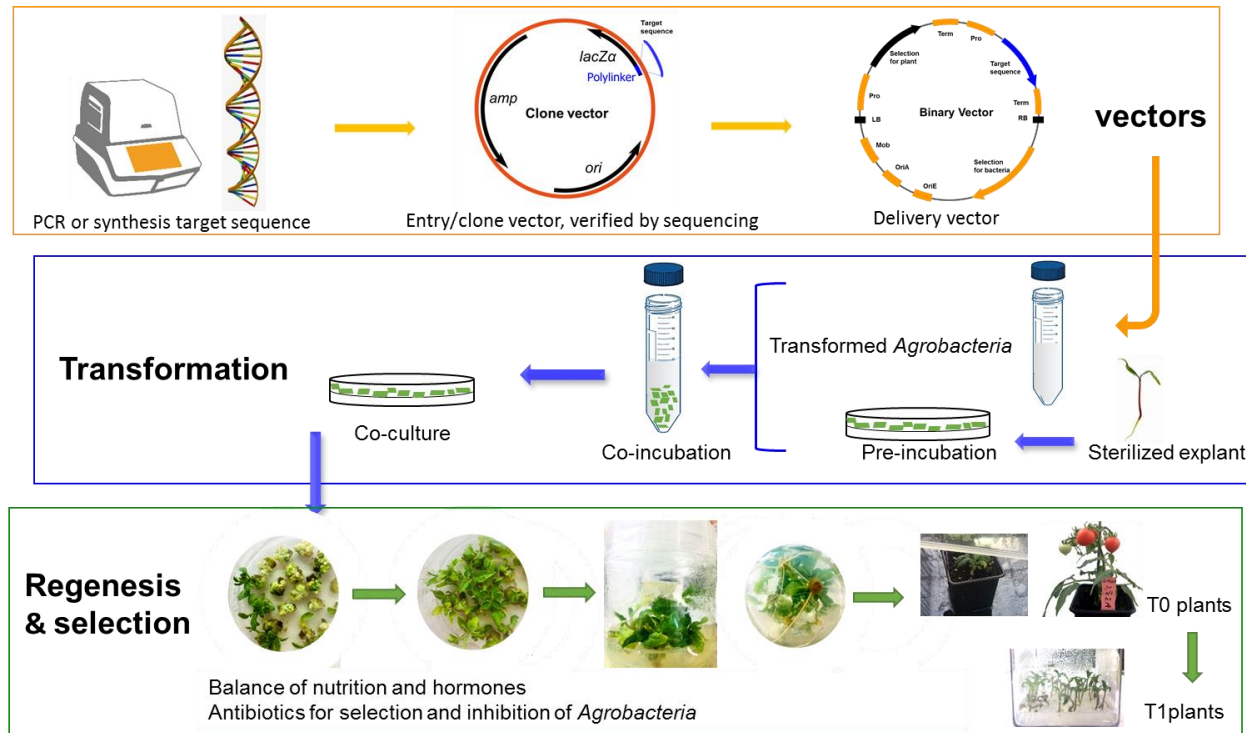 Target
sequence
lacZα
Polylinker
amp
Clone vector
ori
Term
Pro
Selection
for plant
Target
sequence
Pro
Term
LB
Binary Vector
RB
Mob
Selection
for bacteria
OriA
OriE
vectors
PCR or synthesis target sequence
Entry/clone vector, verified by sequencing
Delivery vector
Transformation
Transformed Agrobacteria
Co-culture
Co-incubation
Pre-incubation
Sterilized explant
Regenesis
& selection
T0 plants
T1plants
Balance of nutrition and hormones
Antibiotics for selection and inhibition of Agrobacteria